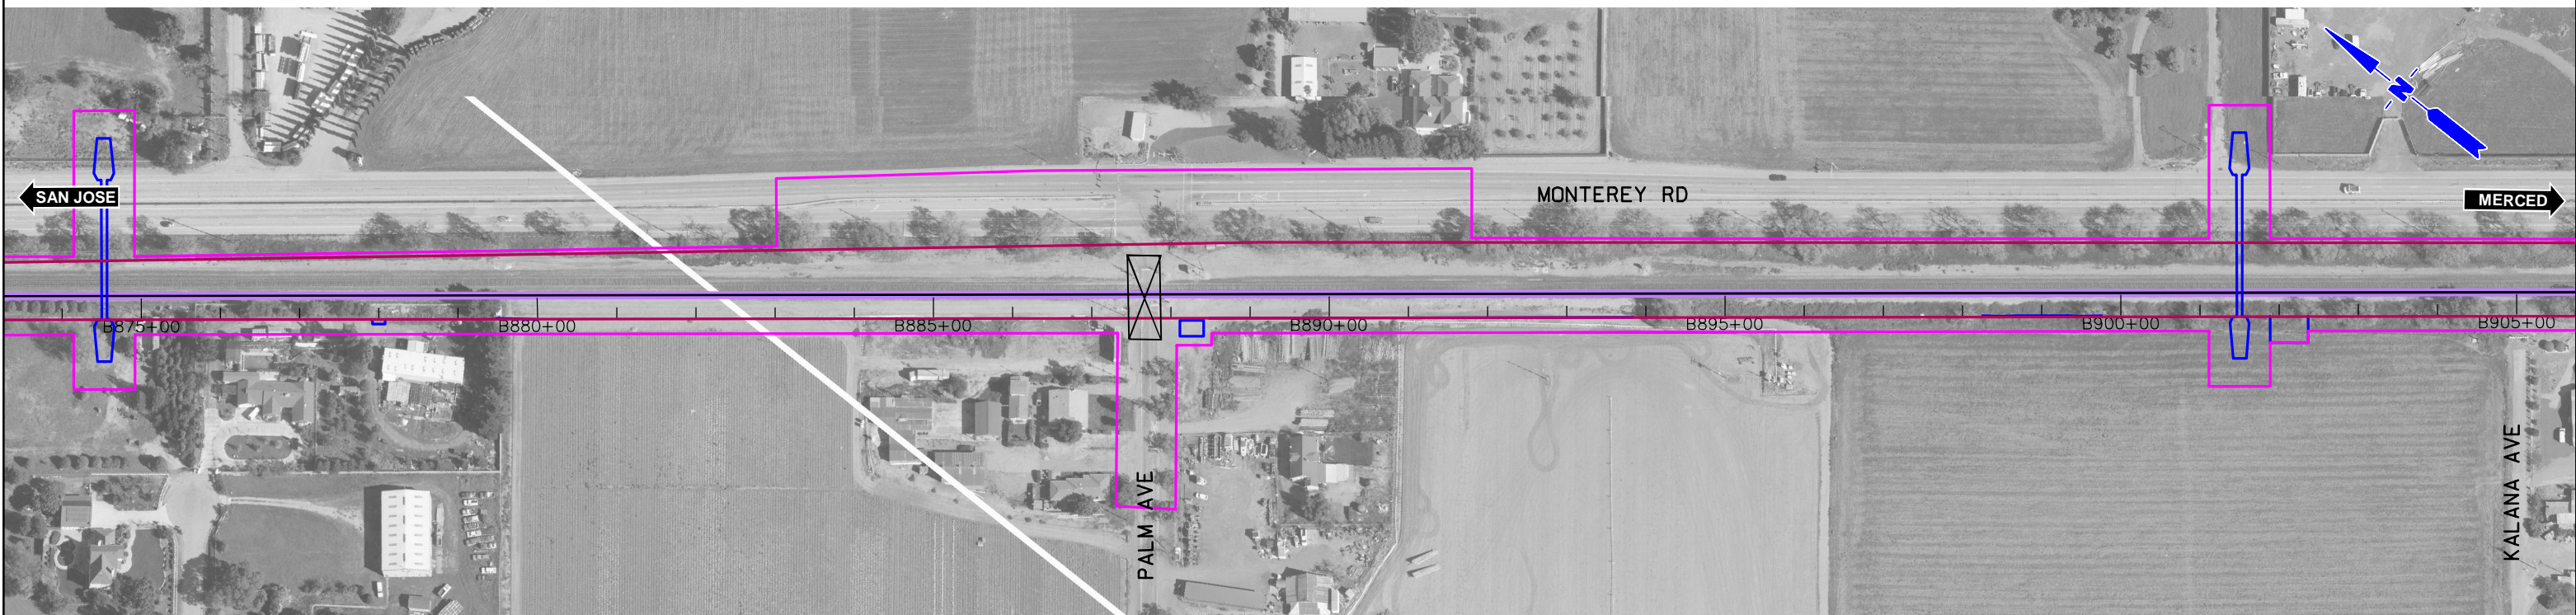 N
SAN JOSE
MONTEREY RD
MERCED
B875+00
B880+00
B885+00
B890+00
B895+00
B900+00
B905+00
PALM AVE
KALANA AVE